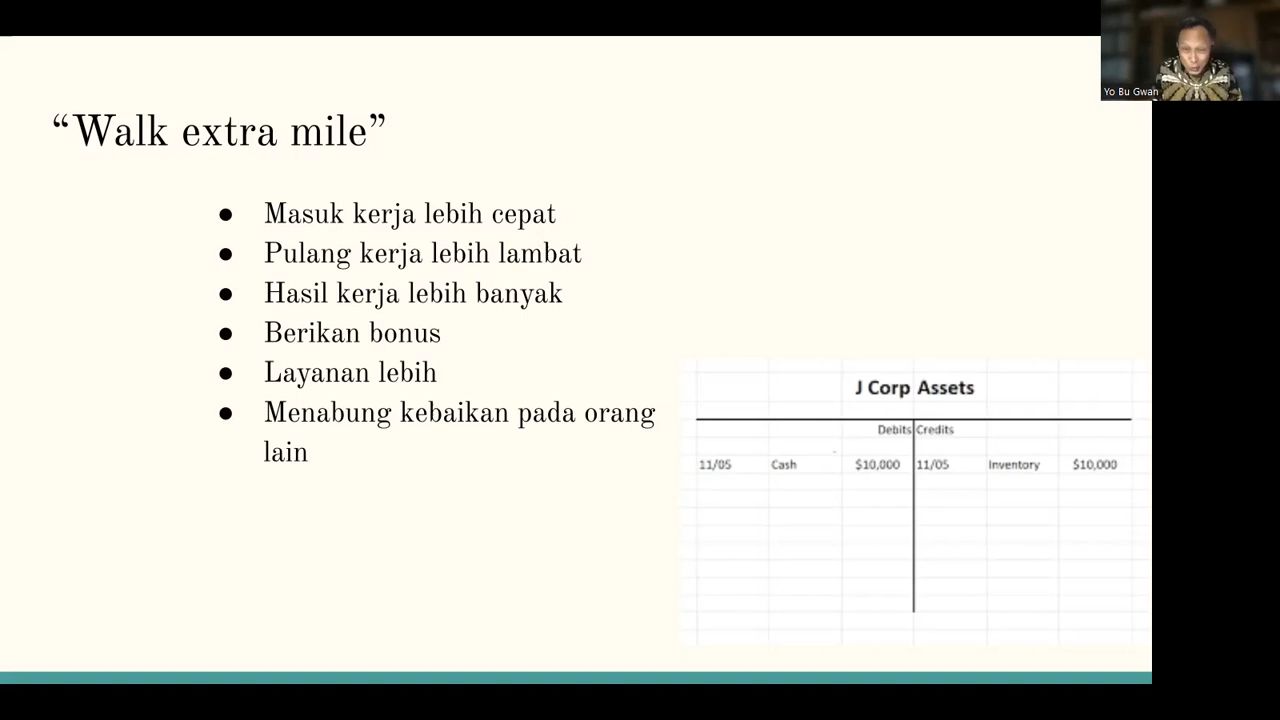 Yo Bu Gwan
“Walk extra mile”
● Masuk kerja lebih cepat
● Pulang kerja lebih lambat
● Hasil kerja lebih banyak
● Berikan bonus
● Layanan lebih
● Menabung kebaikan pada orang
lain
J Corp Assets
Debits Credits
11/05 Cash $10,000 11/05 Inventory $10,000